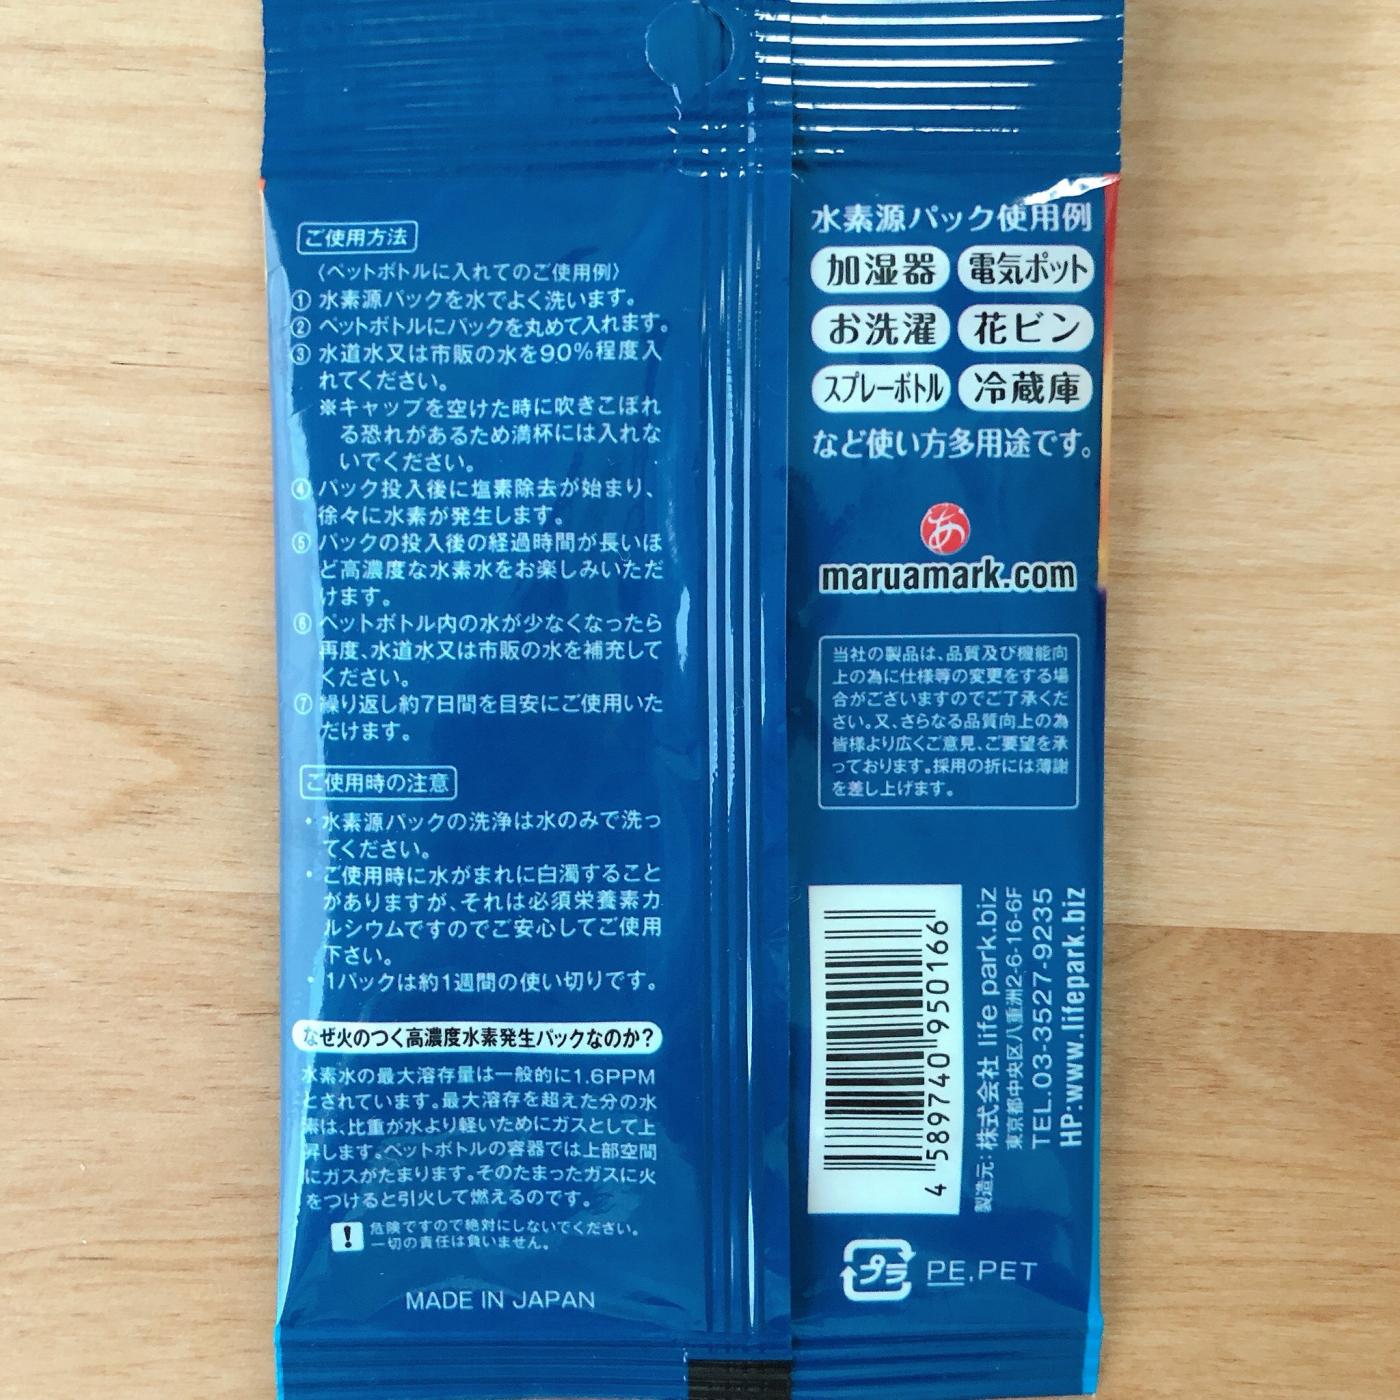 ご使用方法
〈ペットボトルに入れてのご使用例〉
① 水素源パックを水でよく洗います。
② ペットボトルにパックを丸めて入れます。
③ 水道水又は市販の水を90%程度入
れてください。
※キャップを空けた時に吹きこぼれ
る恐れがあるため満杯には入れな
いでください。
④ パック投入後に塩素除去が始まり、
徐々に水素が発生します。
⑤ パックの投入後の経過時間が長いほ
ど高濃度な水素水をお楽しみいただ
けます。
⑥ ペットボトル内の水が少なくなったら
再度、水道水又は市販の水を補充して
ください。
⑦ 繰り返し約7日間を目安にご使用いた
だけます。
ご使用時の注意
・水素源パックの洗浄は水のみで洗っ
てください。
・ご使用時に水がまれに白濁すること
がありますが、それは必須栄養素カ
ルシウムですのでご安心してご使用
下さい。
・1パックは約1週間の使い切りです。
なぜ火のつく高濃度水素発生パックなのか?
水素水の最大溶存量は一般的に1.6PPM
とされています。最大溶存を超えた分の水
素は、比重が水より軽いためにガスとして上
昇します。ペットボトルの容器では上部空間
にガスがたまります。そのたまったガスに火
をつけると引火して燃えるのです。
! 危険ですので絶対にしないでください。
一切の責任は負いません。
MADE IN JAPAN
水素源パック使用例
加湿器 電気ポット
お洗濯 花ビン
スプレーボトル 冷蔵庫
など使い方多用途です。
あ
maruamark.com
当社の製品は、品質及び機能向
上の為に仕様等の変更をする場
合がございますのでご了承くだ
さい。又、さらなる品質向上の為
皆様より広くご意見、ご要望を承
っております。採用の折には薄謝
を差し上げます。
4 589740 950166
製造元:株式会社 life park.biz
東京都中央区八重洲2-6-16-6F
TEL.03-3527-9235
HP:www.lifepark.biz
プラ PE,PET